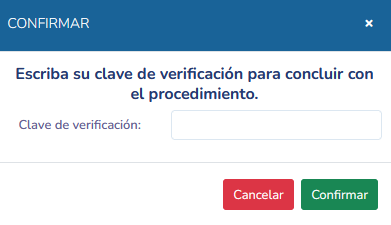 CONFIRMAR ×
Escriba su clave de verificación para concluir con
el procedimiento.
Clave de verificación:
Cancelar Confirmar